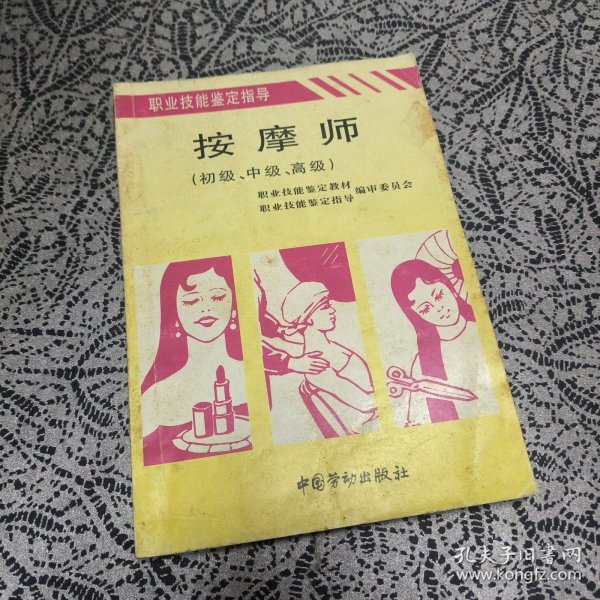 职业技能鉴定指导
按摩师
(初级、中级、高级)
职业技能鉴定教材
职业技能鉴定指导
编审委员会
中国劳动出版社
孔夫子旧书网
www.kongfz.com